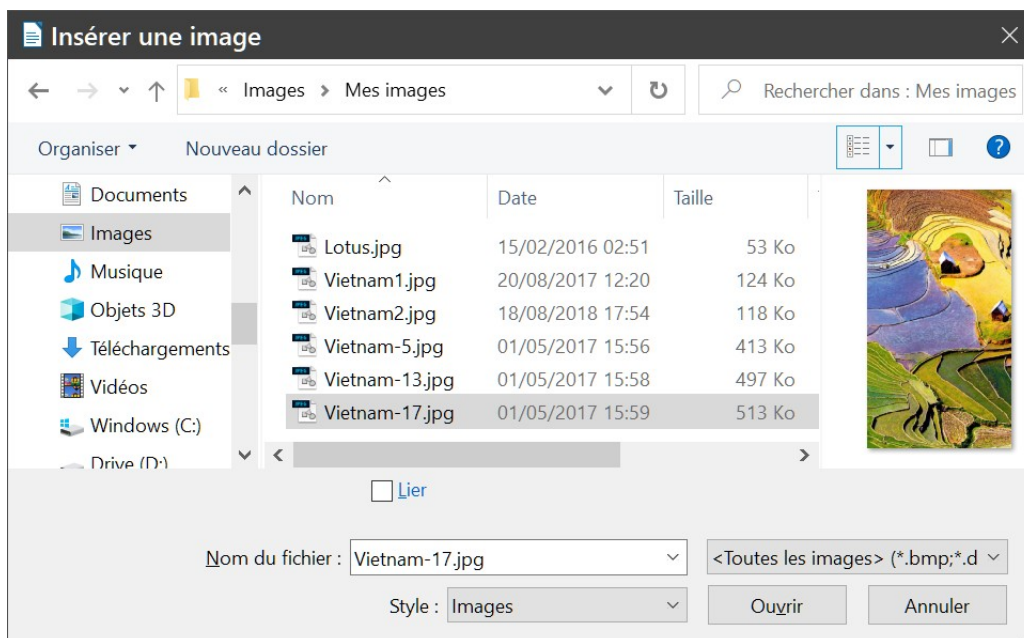 Insérer une image
« Images > Mes images
Rechercher dans : Mes images
Organiser
Nouveau dossier
?
Documents
Images
Musique
Objets 3D
Téléchargements
Vidéos
Windows (C:)
Drive (D:)
Nom Date Taille
Lotus.jpg 15/02/2016 02:51 53 Ko
Vietnam1.jpg 20/08/2017 12:20 124 Ko
Vietnam2.jpg 18/08/2018 17:54 118 Ko
Vietnam-5.jpg 01/05/2017 15:56 413 Ko
Vietnam-13.jpg 01/05/2017 15:58 497 Ko
Vietnam-17.jpg 01/05/2017 15:59 513 Ko
Lier
Nom du fichier : Vietnam-17.jpg <Toutes les images> (*.bmp;*.d
Style : Images Ouvrir Annuler